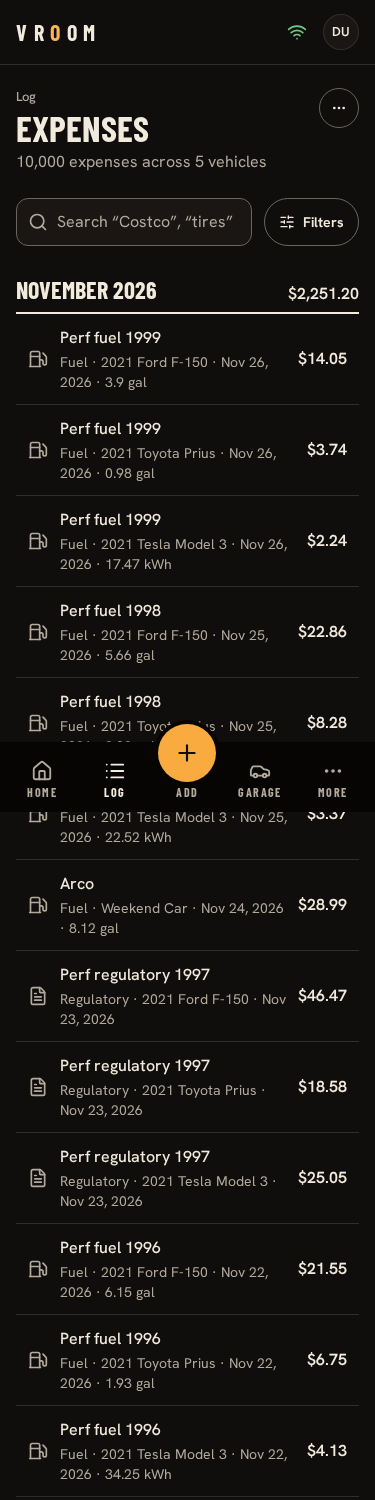 VROOM
DU
Log
EXPENSES
10,000 expenses across 5 vehicles
Search “Costco”, “tires”
Filters
NOVEMBER 2026
$2,251.20
Perf fuel 1999
Fuel · 2021 Ford F-150 · Nov 26,
2026 · 3.9 gal
$14.05
Perf fuel 1999
Fuel · 2021 Toyota Prius · Nov 26,
2026 · 0.98 gal
$3.74
Perf fuel 1999
Fuel · 2021 Tesla Model 3 · Nov 26,
2026 · 17.47 kWh
$2.24
Perf fuel 1998
Fuel · 2021 Ford F-150 · Nov 25,
2026 · 5.66 gal
$22.86
Perf fuel 1998
Fuel · 2021 Nov 25,
$8.28
HOME
LOG
ADD
GARAGE
MORE
Fuel · 2021 Tesla Model 3 · Nov 25,
2026 · 22.52 kWh
$3.37
Arco
Fuel · Weekend Car · Nov 24, 2026
· 8.12 gal
$28.99
Perf regulatory 1997
Regulatory · 2021 Ford F-150 · Nov
23, 2026
$46.47
Perf regulatory 1997
Regulatory · 2021 Toyota Prius ·
Nov 23, 2026
$18.58
Perf regulatory 1997
Regulatory · 2021 Tesla Model 3 ·
Nov 23, 2026
$25.05
Perf fuel 1996
Fuel · 2021 Ford F-150 · Nov 22,
2026 · 6.15 gal
$21.55
Perf fuel 1996
Fuel · 2021 Toyota Prius · Nov 22,
2026 · 1.93 gal
$6.75
Perf fuel 1996
Fuel · 2021 Tesla Model 3 · Nov 22,
2026 · 34.25 kWh
$4.13